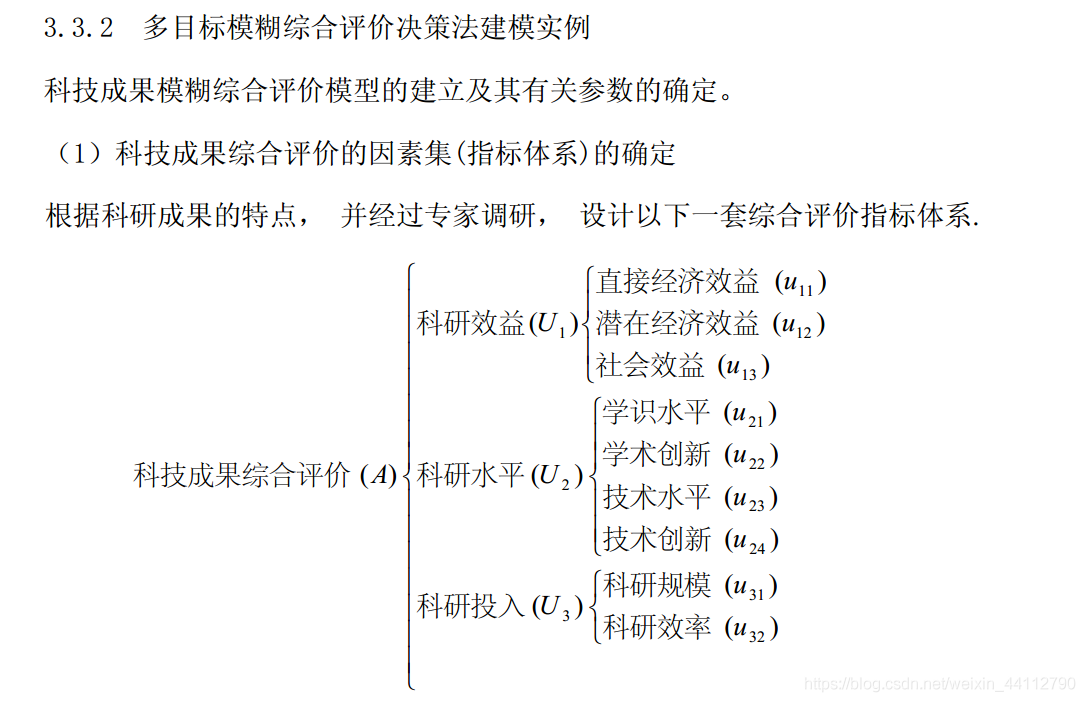 3.3.2 多目标模糊综合评价决策法建模实例
科技成果模糊综合评价模型的建立及其有关参数的确定。
（1）科技成果综合评价的因素集(指标体系)的确定
根据科研成果的特点， 并经过专家调研， 设计以下一套综合评价指标体系.
科技成果综合评价 (A)
科研效益 (U1)
直接经济效益 (u11)
潜在经济效益 (u12)
社会效益 (u13)
科研水平 (U2)
学识水平 (u21)
学术创新 (u22)
技术水平 (u23)
技术创新 (u24)
科研投入 (U3)
科研规模 (u31)
科研效率 (u32)
https://blog.csdn.net/weixin_44112790